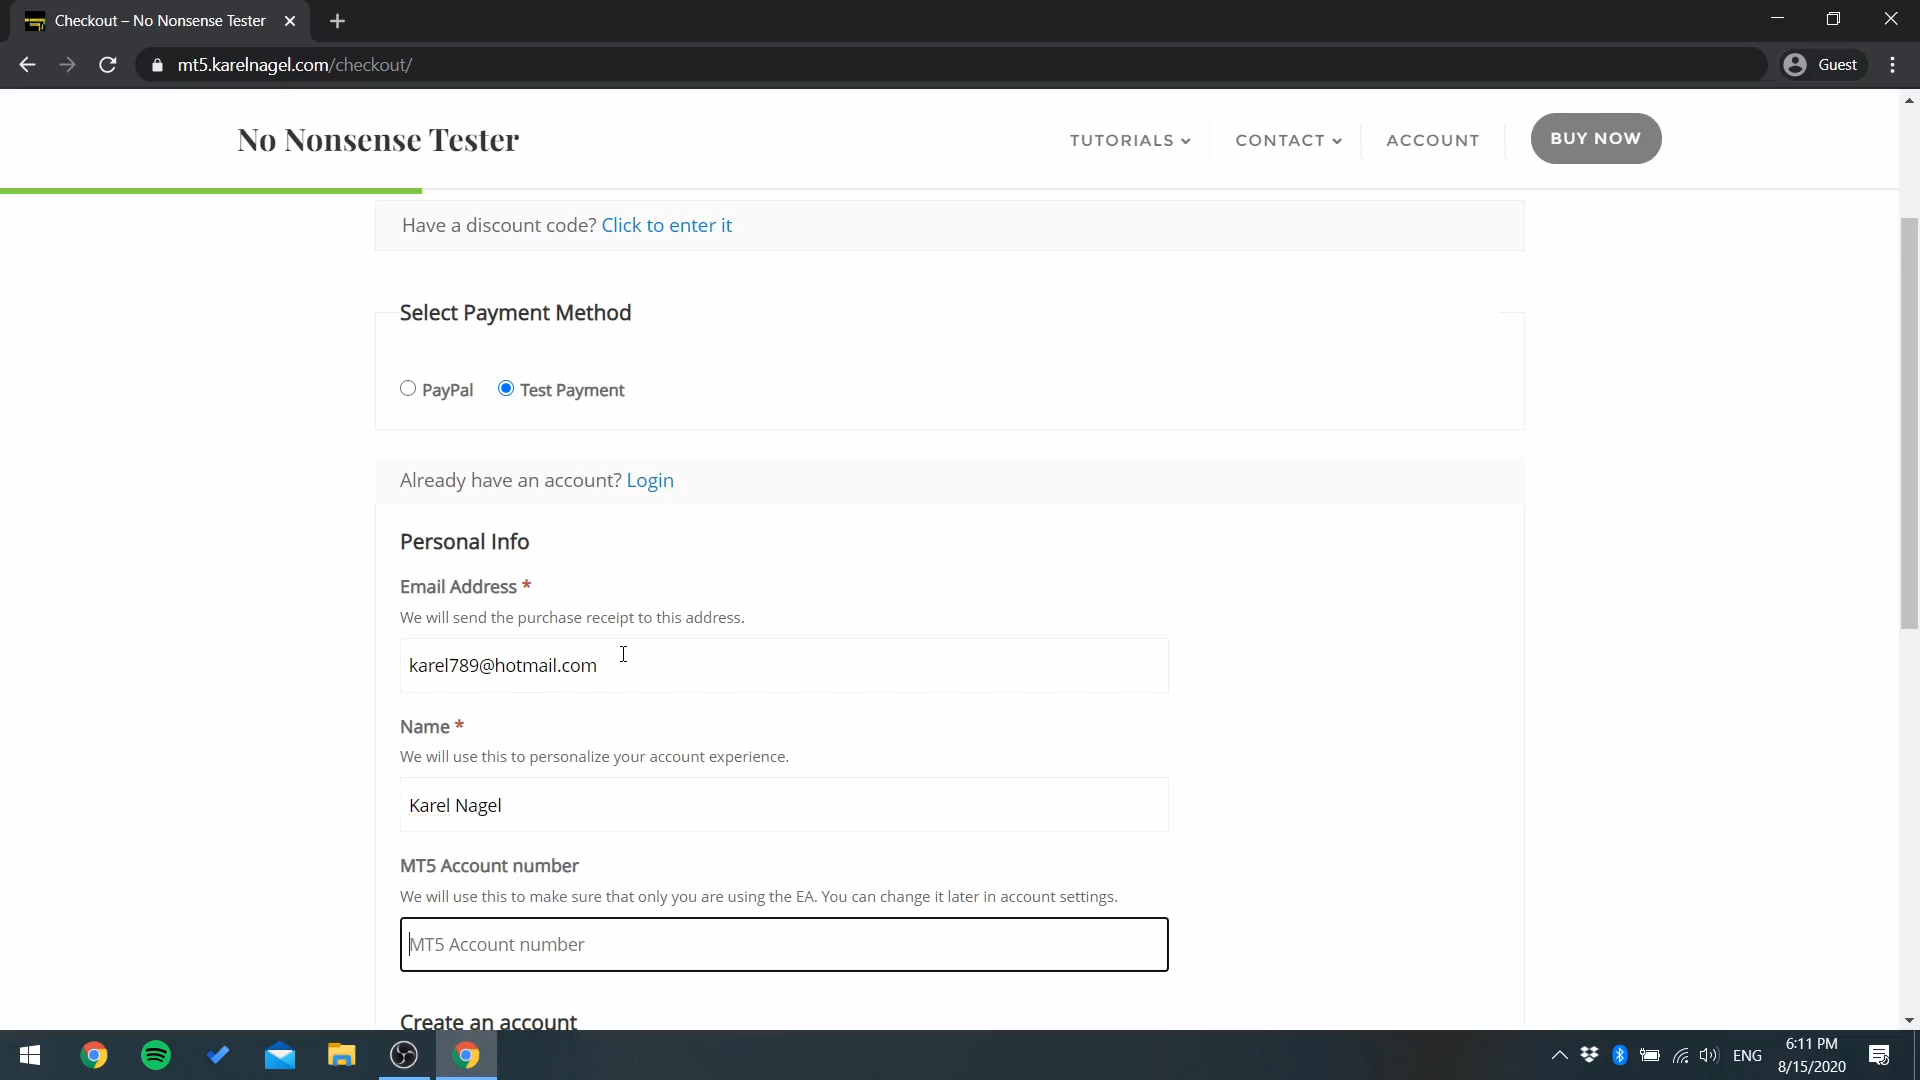 Checkout – No Nonsense Tester
mt5.karelnagel.com/checkout/
Guest
No Nonsense Tester
TUTORIALS
CONTACT
ACCOUNT
BUY NOW
Have a discount code? Click to enter it
Select Payment Method
PayPal
Test Payment
Already have an account? Login
Personal Info
Email Address *
We will send the purchase receipt to this address.
karel789@hotmail.com
Name *
We will use this to personalize your account experience.
Karel Nagel
MT5 Account number
We will use this to make sure that only you are using the EA. You can change it later in account settings.
MT5 Account number
Create an account
ENG
6:11 PM
8/15/2020